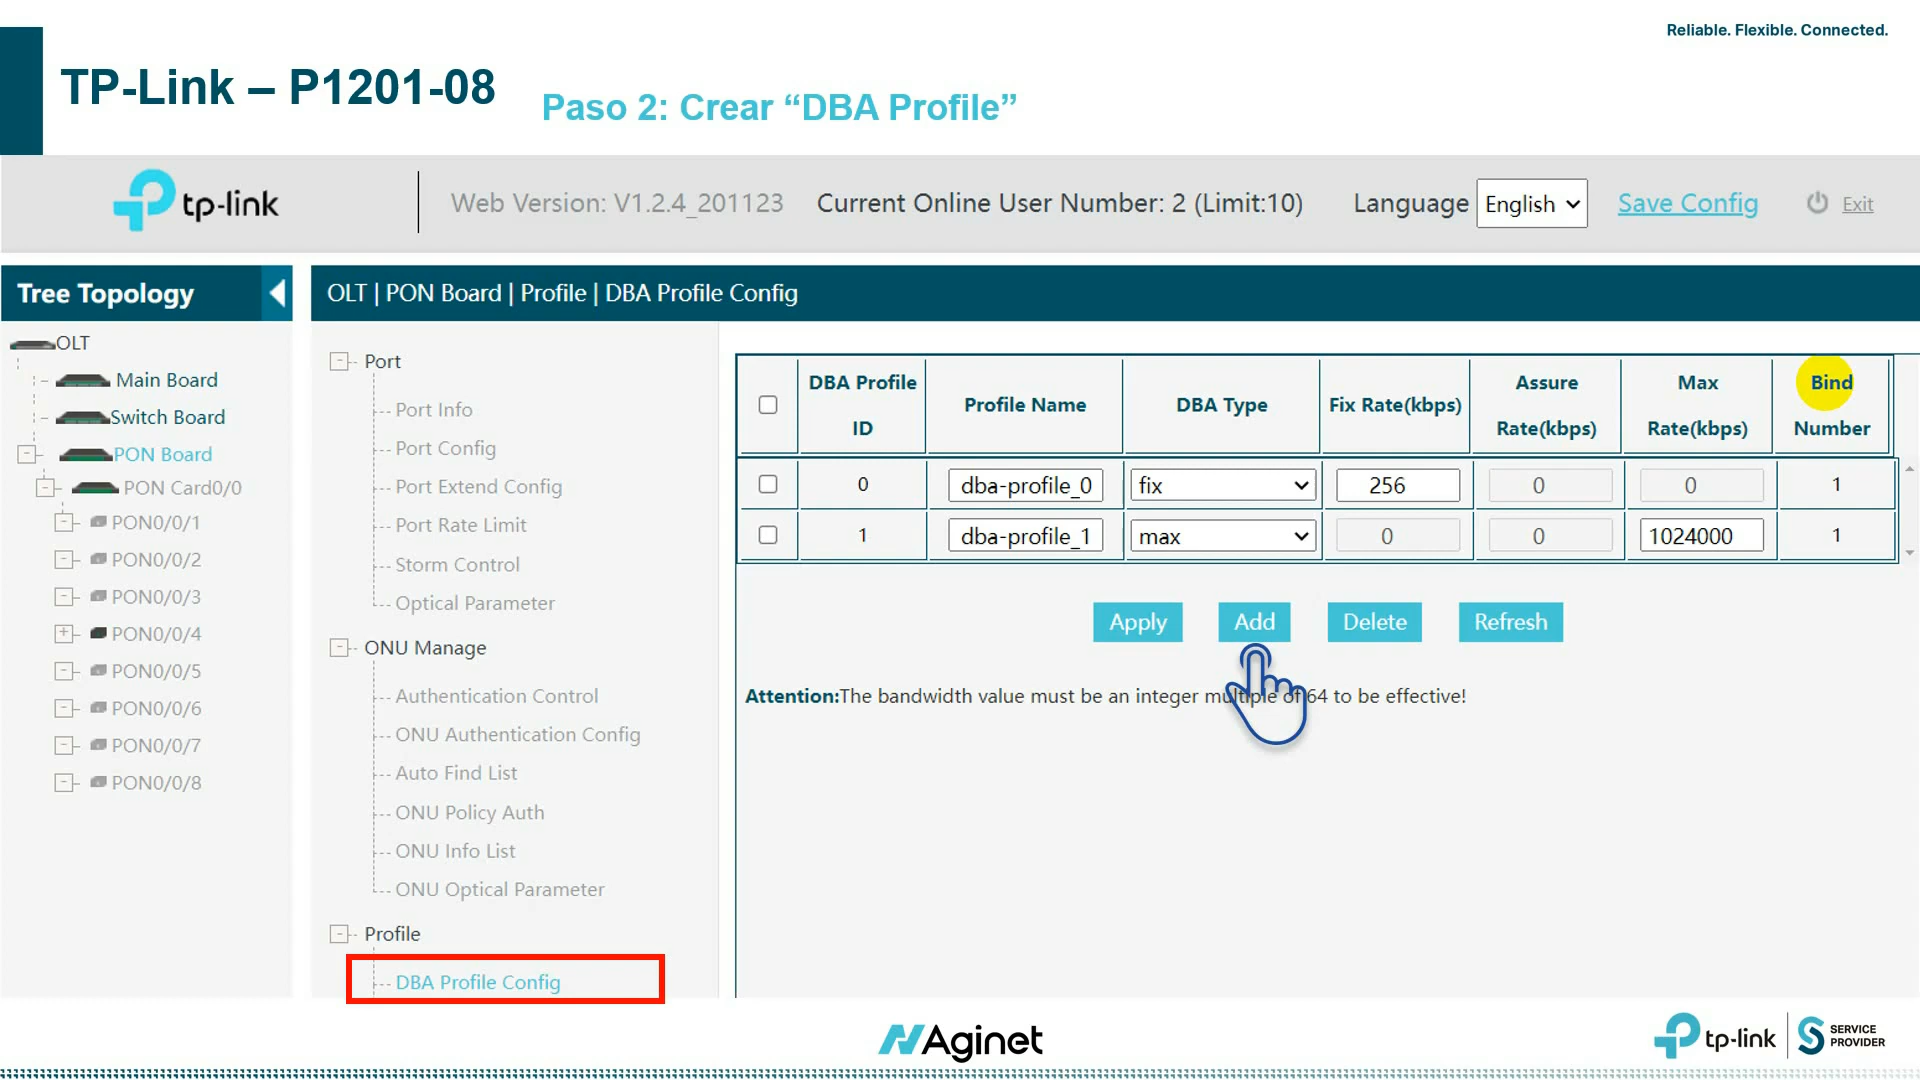 Reliable. Flexible. Connected.
TP-Link – P1201-08
Paso 2: Crear “DBA Profile”
tp-link
Web Version: V1.2.4_201123
Current Online User Number: 2 (Limit:10)
Language
English
Save Config
Exit
Tree Topology
OLT | PON Board | Profile | DBA Profile Config
OLT
Main Board
Switch Board
PON Board
PON Card0/0
PON0/0/1
PON0/0/2
PON0/0/3
PON0/0/4
PON0/0/5
PON0/0/6
PON0/0/7
PON0/0/8
Port
Port Info
Port Config
Port Extend Config
Port Rate Limit
Storm Control
Optical Parameter
ONU Manage
Authentication Control
ONU Authentication Config
Auto Find List
ONU Policy Auth
ONU Info List
ONU Optical Parameter
Profile
DBA Profile Config
DBA Profile ID
Profile Name
DBA Type
Fix Rate(kbps)
Assure Rate(kbps)
Max Rate(kbps)
Bind Number
0 dba-profile_0 fix 256 0 0 1
1 dba-profile_1 max 0 0 1024000 1
Apply
Add
Delete
Refresh
Attention:The bandwidth value must be an integer multiple of 64 to be effective!
Aginet
tp-link
SERVICE
PROVIDER